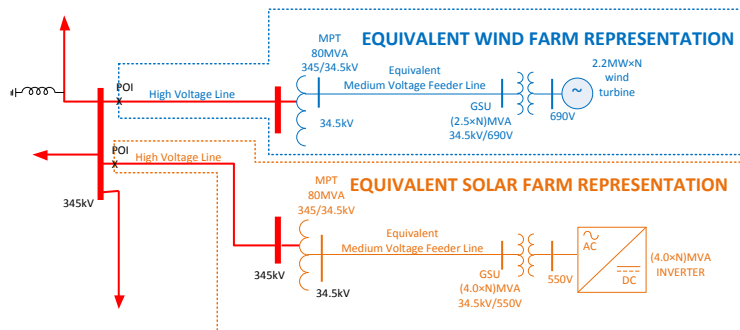 EQUIVALENT WIND FARM REPRESENTATION
MPT
80MVA
345/34.5kV
POI
High Voltage Line
34.5kV
Equivalent
Medium Voltage Feeder Line
GSU
(2.5×N)MVA
34.5kV/690V
690V
~
2.2MW×N
wind
turbine
POI
High Voltage Line
345kV
EQUIVALENT SOLAR FARM REPRESENTATION
MPT
80MVA
345/34.5kV
345kV
34.5kV
Equivalent
Medium Voltage Feeder Line
GSU
(4.0×N)MVA
34.5kV/550V
550V
AC
DC
(4.0×N)MVA
INVERTER